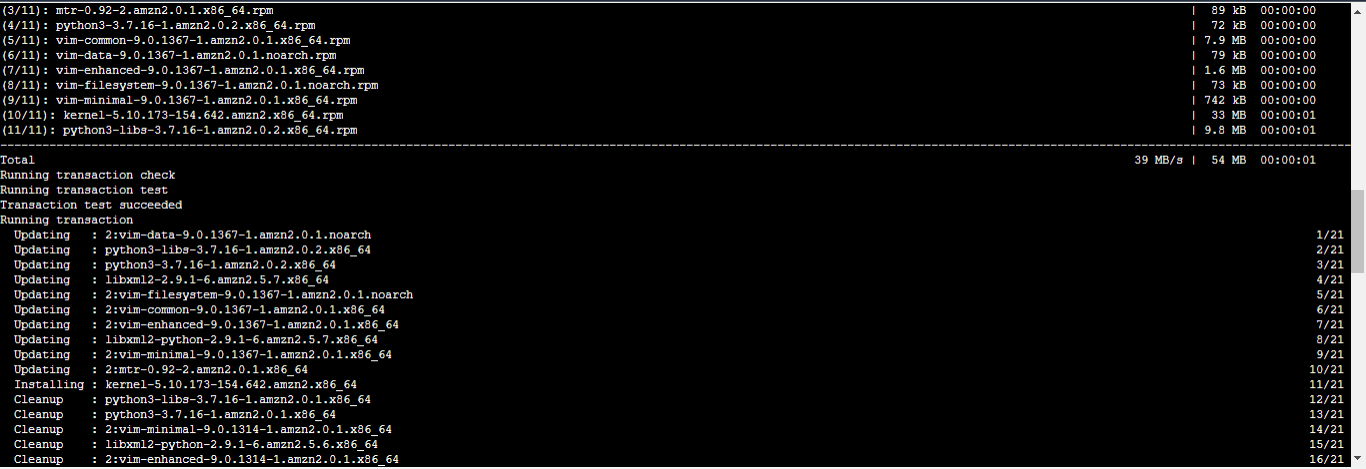 (3/11): mtr-0.92-2.amzn2.0.1.x86_64.rpm | 89 kB 00:00:00
(4/11): python3-3.7.16-1.amzn2.0.2.x86_64.rpm | 72 kB 00:00:00
(5/11): vim-common-9.0.1367-1.amzn2.0.1.x86_64.rpm | 7.9 MB 00:00:00
(6/11): vim-data-9.0.1367-1.amzn2.0.1.noarch.rpm | 79 kB 00:00:00
(7/11): vim-enhanced-9.0.1367-1.amzn2.0.1.x86_64.rpm | 1.6 MB 00:00:00
(8/11): vim-filesystem-9.0.1367-1.amzn2.0.1.noarch.rpm | 73 kB 00:00:00
(9/11): vim-minimal-9.0.1367-1.amzn2.0.1.x86_64.rpm | 742 kB 00:00:00
(10/11): kernel-5.10.173-154.642.amzn2.x86_64.rpm | 33 MB 00:00:01
(11/11): python3-libs-3.7.16-1.amzn2.0.2.x86_64.rpm | 9.8 MB 00:00:01
Total 39 MB/s | 54 MB 00:00:01
Running transaction check
Running transaction test
Transaction test succeeded
Running transaction
Updating : 2:vim-data-9.0.1367-1.amzn2.0.1.noarch 1/21
Updating : python3-libs-3.7.16-1.amzn2.0.2.x86_64 2/21
Updating : python3-3.7.16-1.amzn2.0.2.x86_64 3/21
Updating : libxml2-2.9.1-6.amzn2.5.7.x86_64 4/21
Updating : 2:vim-filesystem-9.0.1367-1.amzn2.0.1.noarch 5/21
Updating : 2:vim-common-9.0.1367-1.amzn2.0.1.x86_64 6/21
Updating : 2:vim-enhanced-9.0.1367-1.amzn2.0.1.x86_64 7/21
Updating : libxml2-python-2.9.1-6.amzn2.5.7.x86_64 8/21
Updating : 2:vim-minimal-9.0.1367-1.amzn2.0.1.x86_64 9/21
Updating : 2:mtr-0.92-2.amzn2.0.1.x86_64 10/21
Installing : kernel-5.10.173-154.642.amzn2.x86_64 11/21
Cleanup : python3-libs-3.7.16-1.amzn2.0.1.x86_64 12/21
Cleanup : python3-3.7.16-1.amzn2.0.1.x86_64 13/21
Cleanup : 2:vim-minimal-9.0.1314-1.amzn2.0.1.x86_64 14/21
Cleanup : libxml2-python-2.9.1-6.amzn2.5.6.x86_64 15/21
Cleanup : 2:vim-enhanced-9.0.1314-1.amzn2.0.1.x86_64 16/21